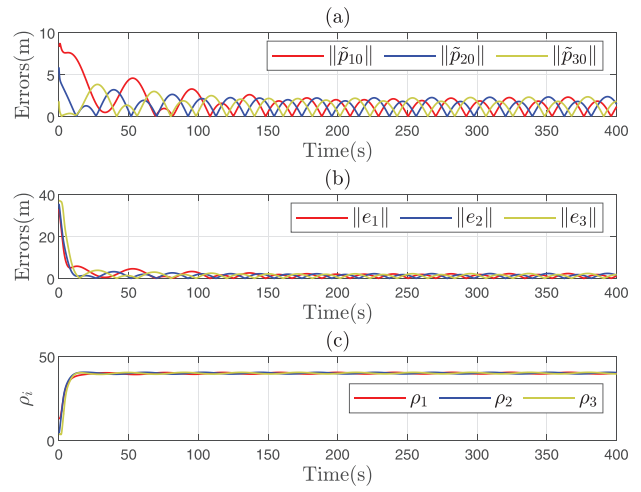 (a)
Errors(m)
10
5
0
‖p̃₁₀‖ ‖p̃₂₀‖ ‖p̃₃₀‖
0 50 100 150 200 250 300 350 400
Time(s)
(b)
Errors(m)
40
20
0
‖e₁‖ ‖e₂‖ ‖e₃‖
0 50 100 150 200 250 300 350 400
Time(s)
(c)
ρᵢ
50
0
ρ₁ ρ₂ ρ₃
0 50 100 150 200 250 300 350 400
Time(s)